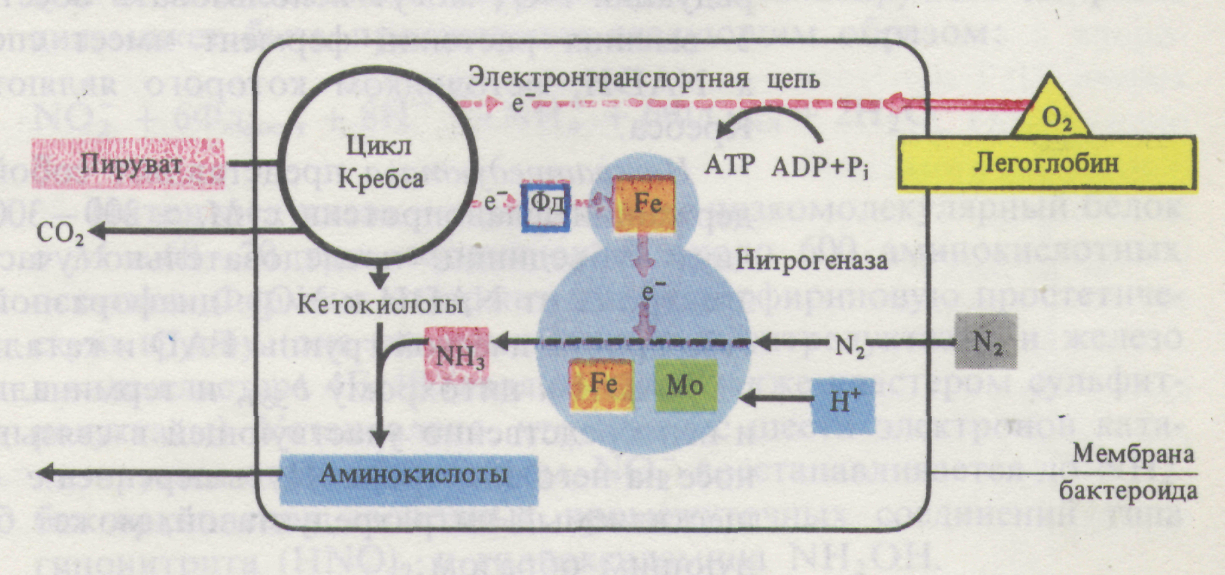 Электронтранспортная цепь
e⁻
O₂
Цикл
Кребса
Пируват
ATP
ADP+Pᵢ
Легоглобин
e⁻
Фд
Fe
CO₂
Нитрогеназа
e⁻
Кетокислоты
NH₃
N₂
N₂
Fe
Mo
H⁺
Аминокислоты
Мембрана
бактероида